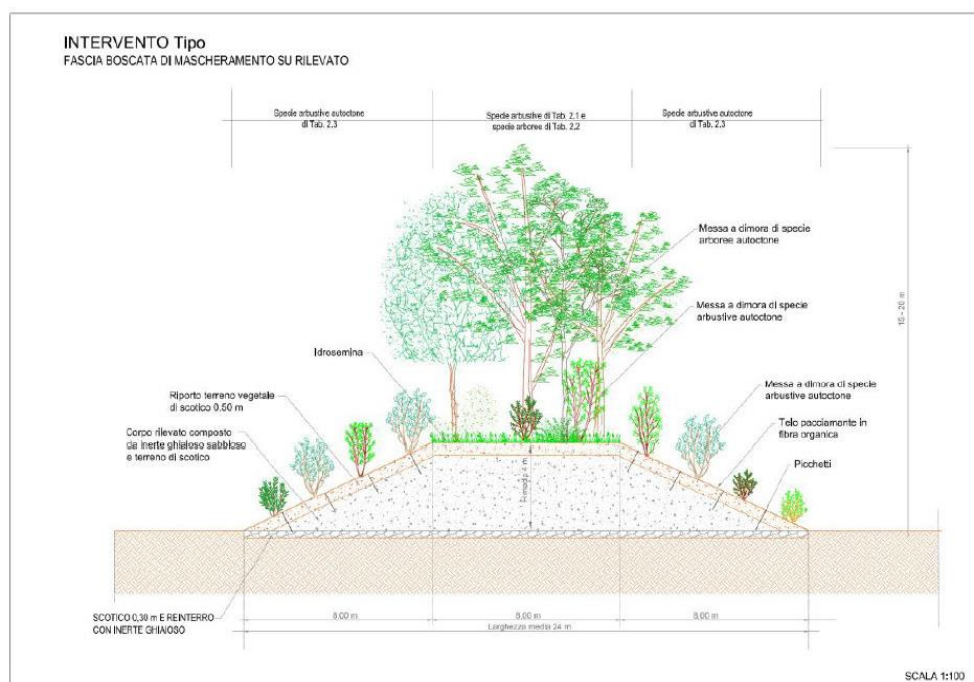 INTERVENTO Tipo
FASCIA BOSCATA DI MASCHERAMENTO SU RILEVATO
Specie arbustive autoctone
di Tab. 2.3
Specie arbustive di Tab. 2.1 e
specie arboree di Tab. 2.2
Specie arbustive autoctone
di Tab. 2.3
Messa a dimora di specie
arboree autoctone
Messa a dimora di specie
arbustive autoctone
15 - 20 m
Idrosemina
Riporto terreno vegetale
di scotico 0.50 m
Messa a dimora di specie
arbustive autoctone
Telo pacciamante in
fibra organica
Corpo rilevato composto
da inerte ghiaioso sabbioso
e terreno di scotico
Picchetti
4 m
SCOTICO 0,30 m E REINTERRO
CON INERTE GHIAIOSO
8,00 m
8,00 m
8,00 m
Larghezza media 24 m
SCALA 1:100